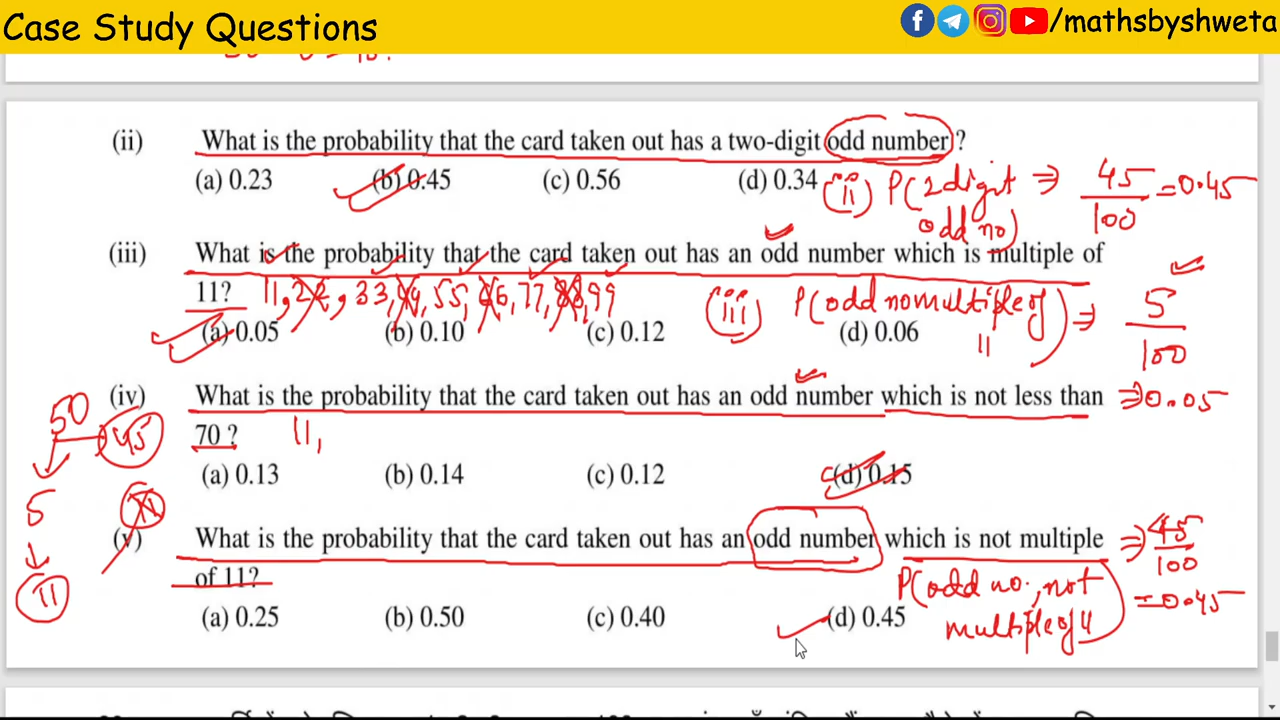 Case Study Questions
/mathsbyshweta
(ii) What is the probability that the card taken out has a two-digit odd number ?
(a) 0.23 (b) 0.45 (c) 0.56 (d) 0.34
(ii) P(2 digit odd no) ⇒ 45/100 = 0.45
(iii) What is the probability that the card taken out has an odd number which is multiple of
11?
11, 22, 33, 44, 55, 66, 77, 88, 99
(a) 0.05 (b) 0.10 (c) 0.12 (d) 0.06
(iii) P(odd no multiple of 11) ⇒ 5/100
⇒ 0.05
(iv) What is the probability that the card taken out has an odd number which is not less than
70 ?
11,
(a) 0.13 (b) 0.14 (c) 0.12 (d) 0.15
50
45
5
11
(v) What is the probability that the card taken out has an odd number which is not multiple
of 11?
(a) 0.25 (b) 0.50 (c) 0.40 (d) 0.45
P(odd no., not
multiple of 11)
⇒ 45/100
= 0.45